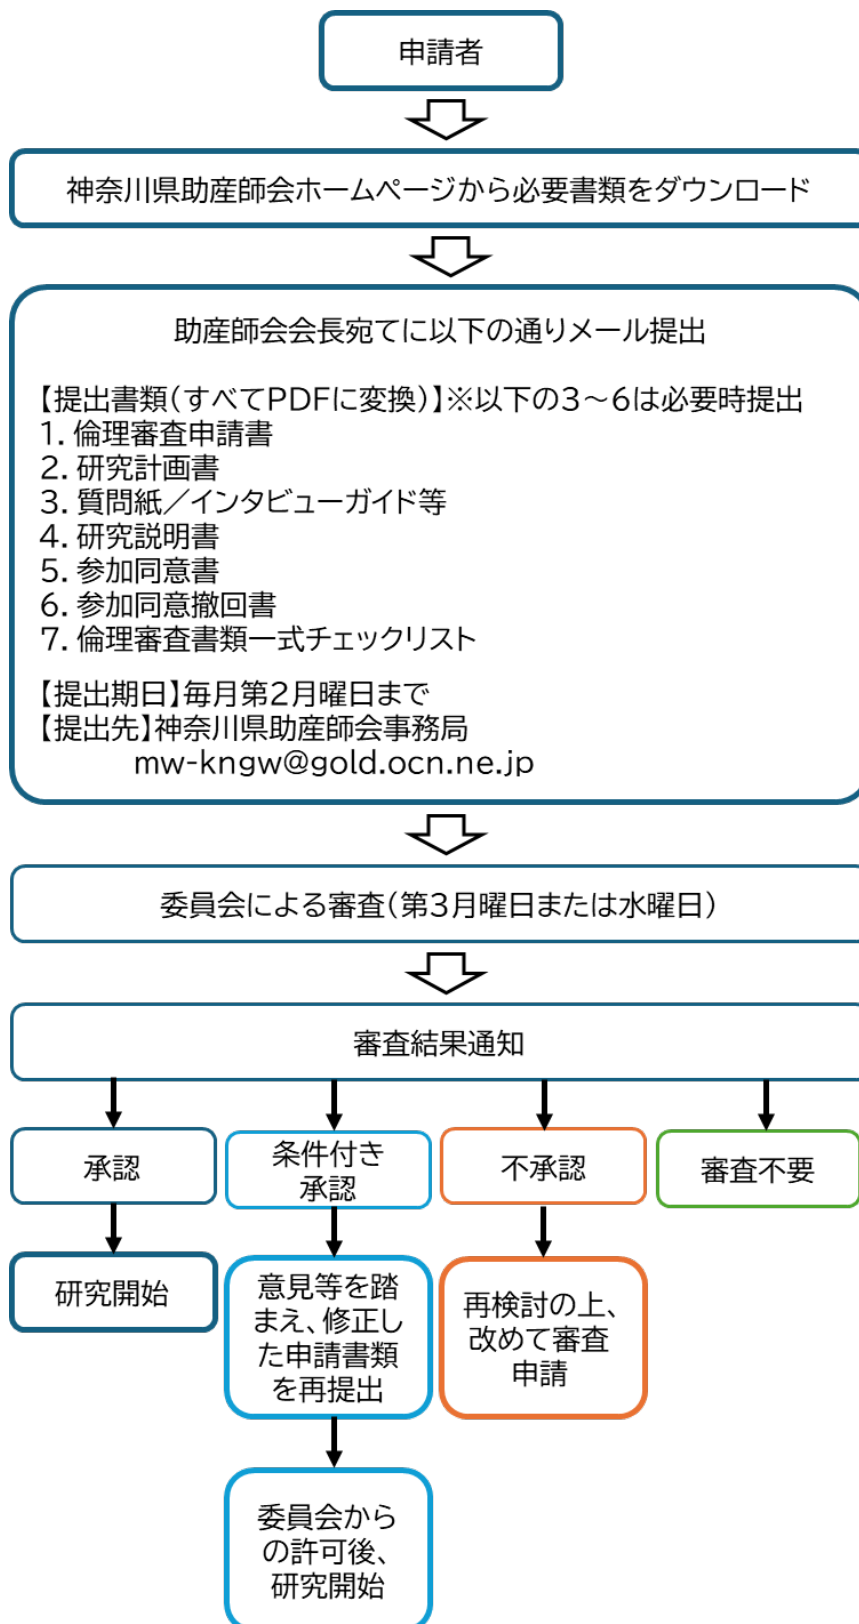 申請者
神奈川県助産師会ホームページから必要書類をダウンロード
助産師会会長宛てに以下の通りメール提出
【提出書類(すべてPDFに変換)】※以下の3～6は必要時提出
1. 倫理審査申請書
2. 研究計画書
3. 質問紙／インタビューガイド等
4. 研究説明書
5. 参加同意書
6. 参加同意撤回書
7. 倫理審査書類一式チェックリスト
【提出期日】毎月第2月曜日まで
【提出先】神奈川県助産師会事務局
mw-kngw@gold.ocn.ne.jp
委員会による審査(第3月曜日または水曜日)
審査結果通知
承認
条件付き
承認
不承認
審査不要
研究開始
意見等を踏
まえ、修正し
た申請書類
を再提出
再検討の上、
改めて審査
申請
委員会から
の許可後、
研究開始